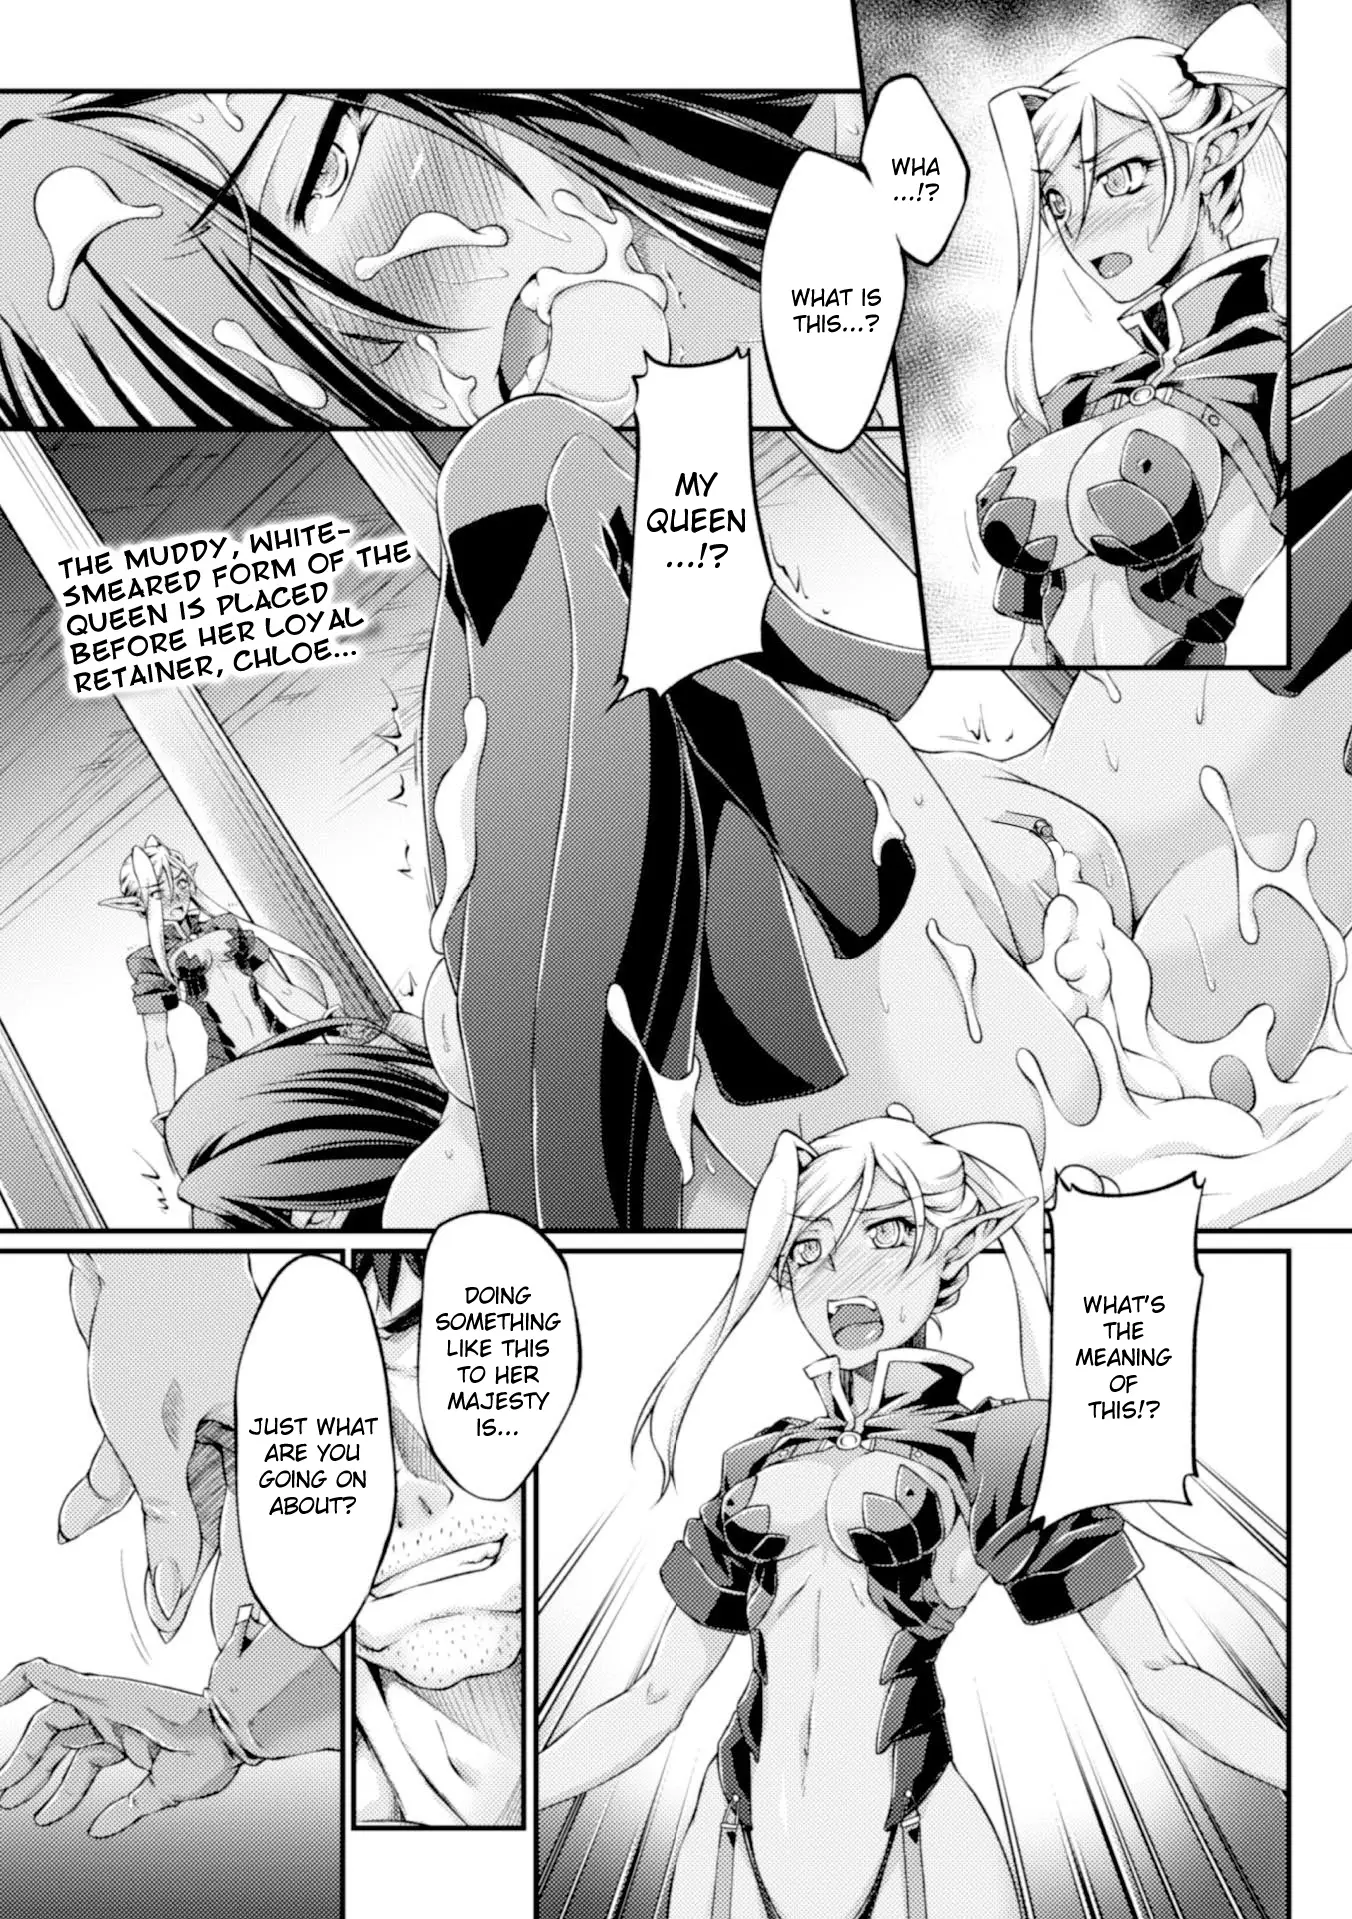 WHA
...!?
WHAT IS
THIS...?
MY
QUEEN
...!?
THE MUDDY, WHITE-
SMEARED FORM OF THE
QUEEN IS PLACED
BEFORE HER LOYAL
RETAINER, CHLOE...
WHAT'S
THE
MEANING
OF
THIS!?
DOING
SOMETHING
LIKE THIS
TO HER
MAJESTY
IS...
JUST WHAT
ARE YOU
GOING ON
ABOUT?